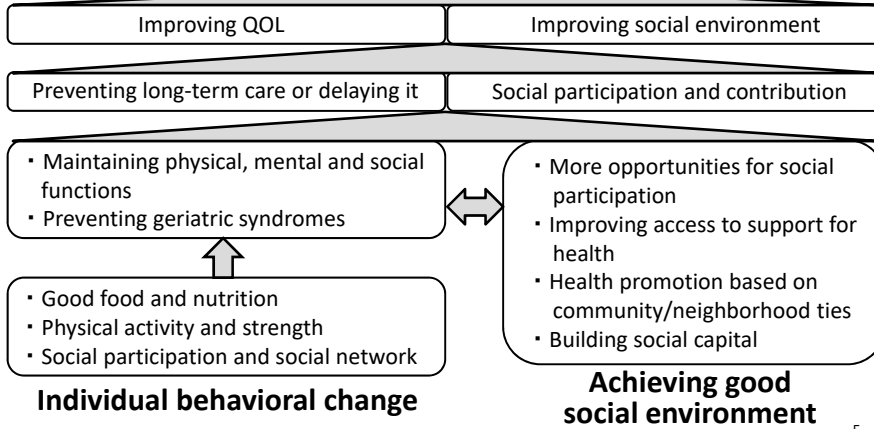 Improving QOL
Improving social environment
Preventing long-term care or delaying it
Social participation and contribution
・Maintaining physical, mental and social
functions
・Preventing geriatric syndromes
・More opportunities for social
participation
・Improving access to support for
health
・Health promotion based on
community/neighborhood ties
・Building social capital
・Good food and nutrition
・Physical activity and strength
・Social participation and social network
Individual behavioral change
Achieving good
social environment